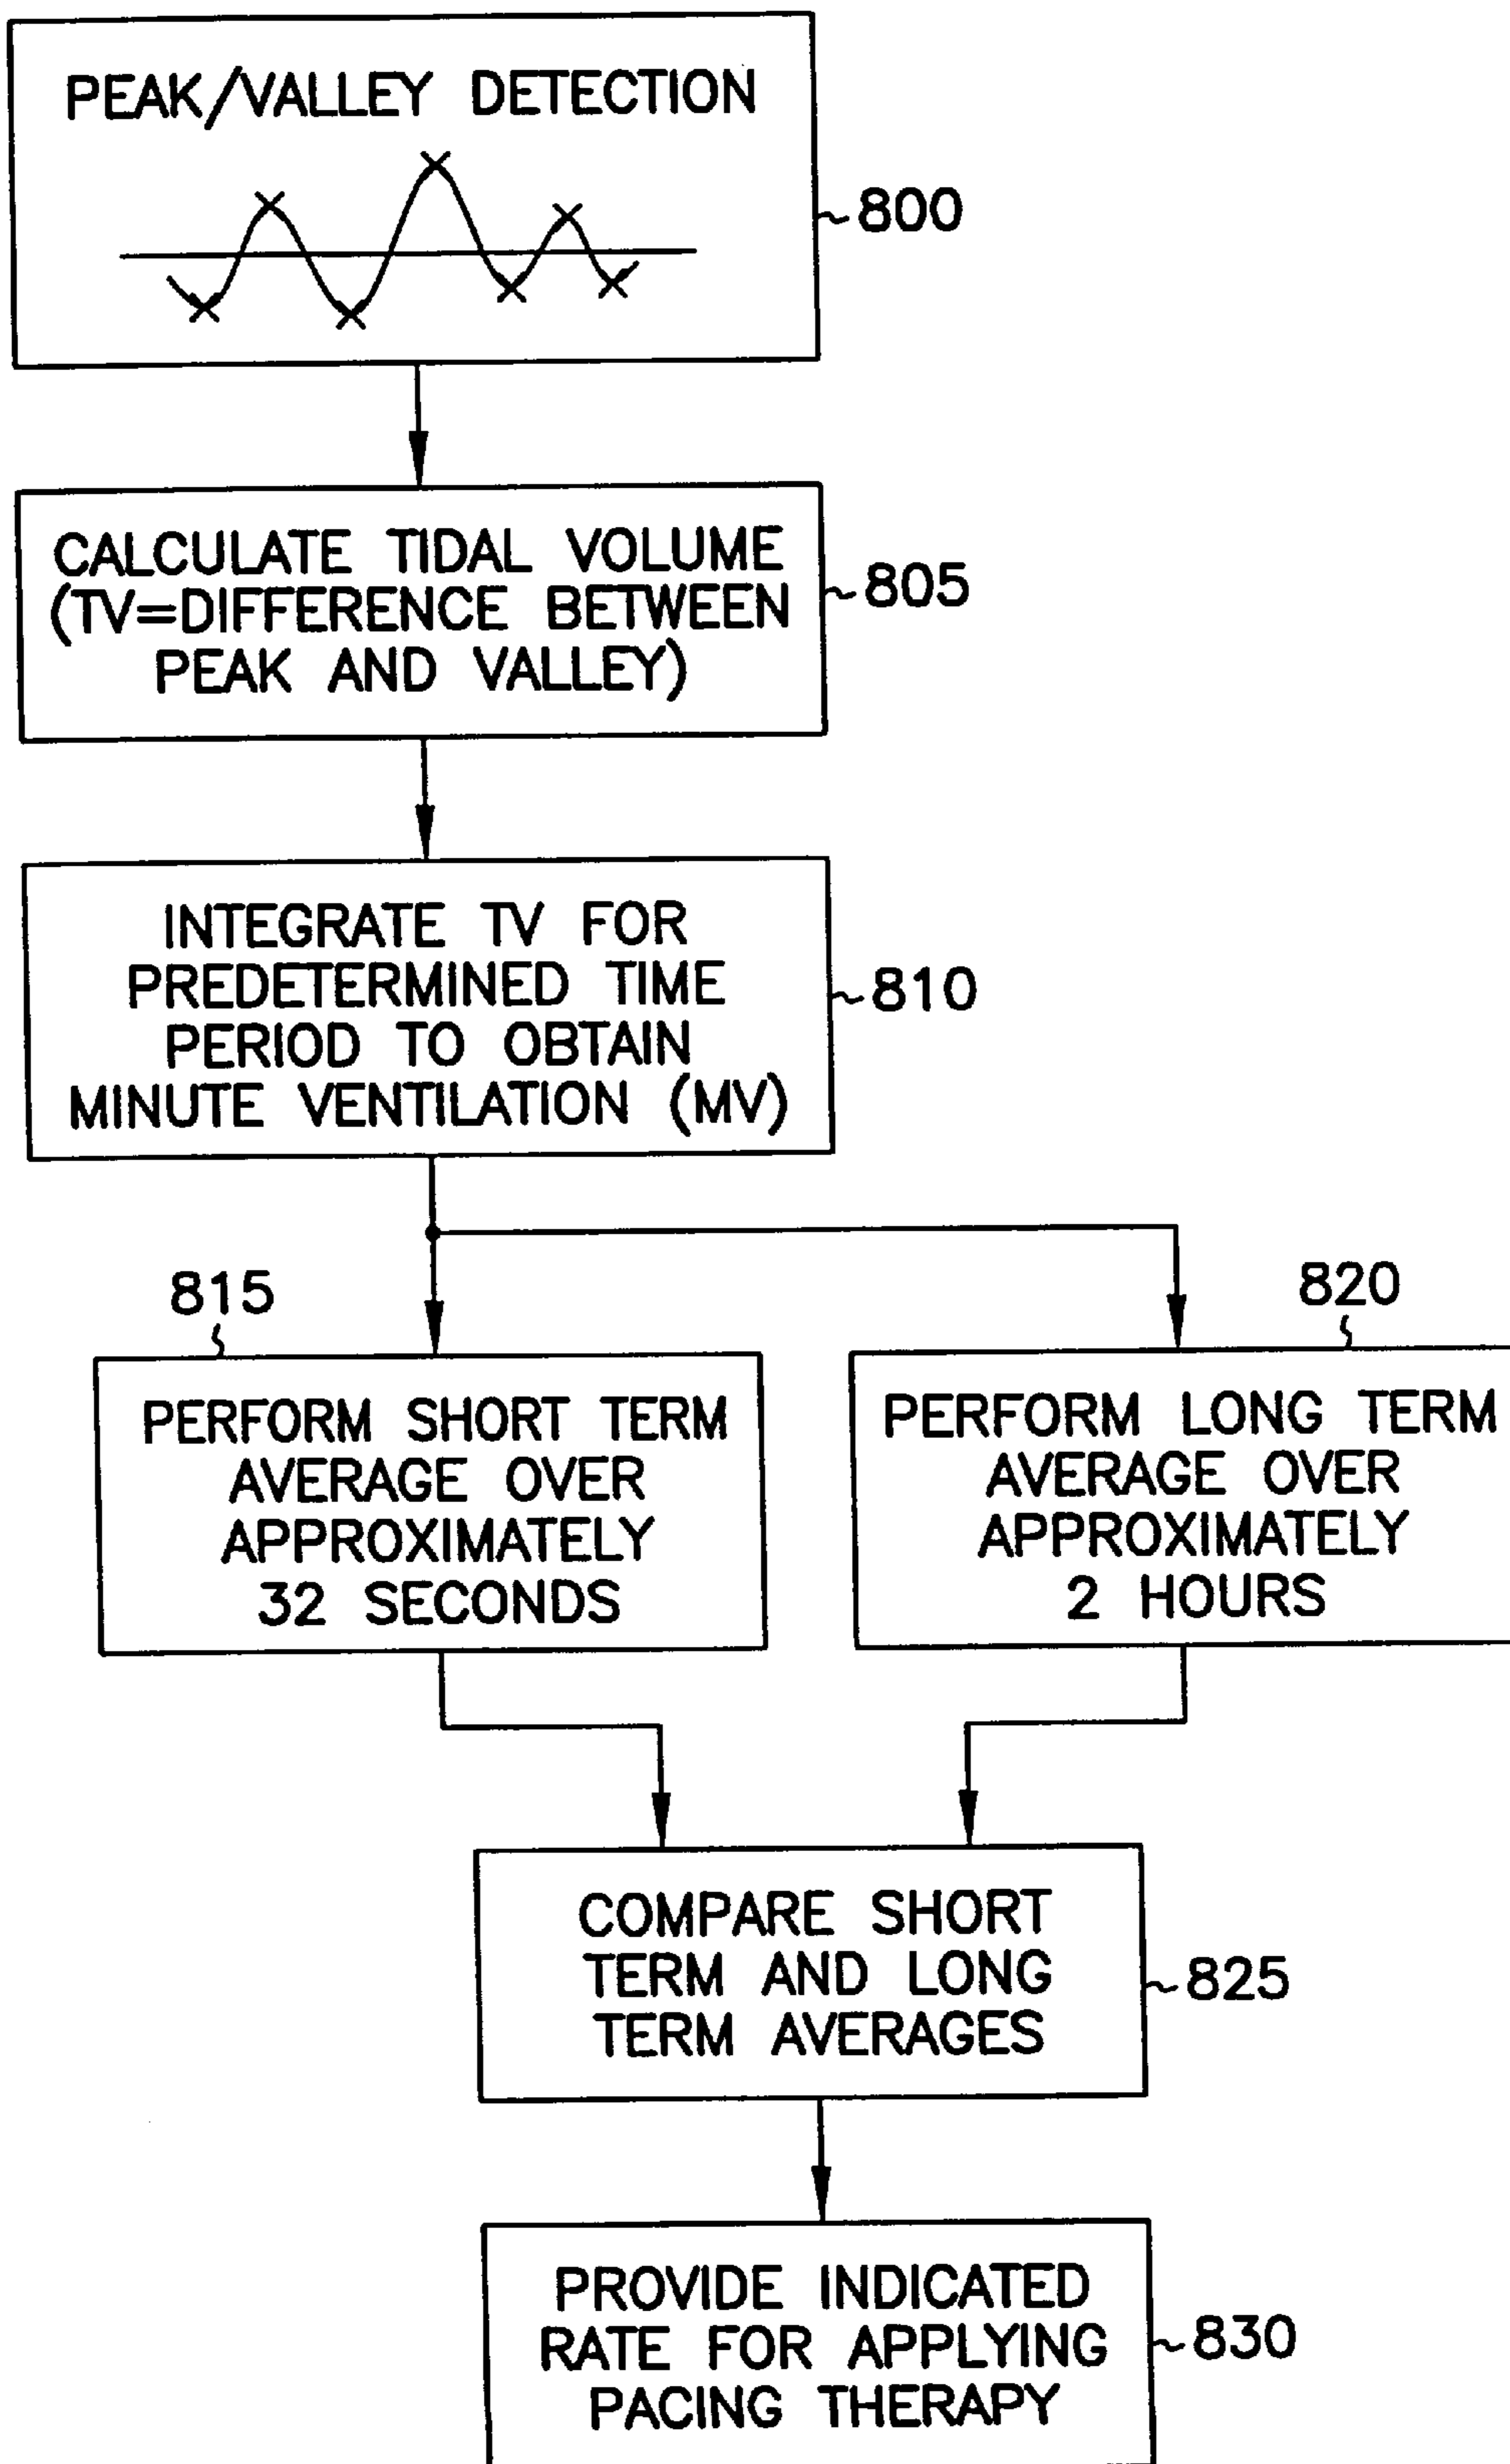 PEAK/VALLEY DETECTION
800
CALCULATE TIDAL VOLUME
(TV=DIFFERENCE BETWEEN
PEAK AND VALLEY)
805
INTEGRATE TV FOR
PREDETERMINED TIME
PERIOD TO OBTAIN
MINUTE VENTILATION (MV)
810
815
PERFORM SHORT TERM
AVERAGE OVER
APPROXIMATELY
32 SECONDS
820
PERFORM LONG TERM
AVERAGE OVER
APPROXIMATELY
2 HOURS
COMPARE SHORT
TERM AND LONG
TERM AVERAGES
825
PROVIDE INDICATED
RATE FOR APPLYING
PACING THERAPY
830